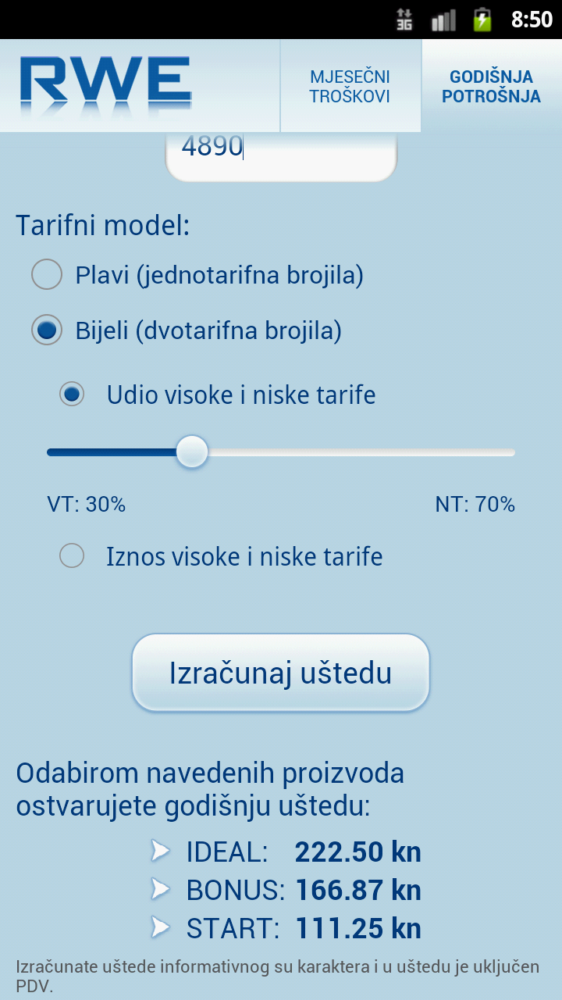 3G 8:50
RWE
MJESEČNI
TROŠKOVI
GODIŠNJA
POTROŠNJA
4890
Tarifni model:
Plavi (jednotarifna brojila)
Bijeli (dvotarifna brojila)
Udio visoke i niske tarife
VT: 30% NT: 70%
Iznos visoke i niske tarife
Izračunaj uštedu
Odabirom navedenih proizvoda
ostvarujete godišnju uštedu:
IDEAL: 222.50 kn
BONUS: 166.87 kn
START: 111.25 kn
Izračunate uštede informativnog su karaktera i u uštedu je uključen
PDV.